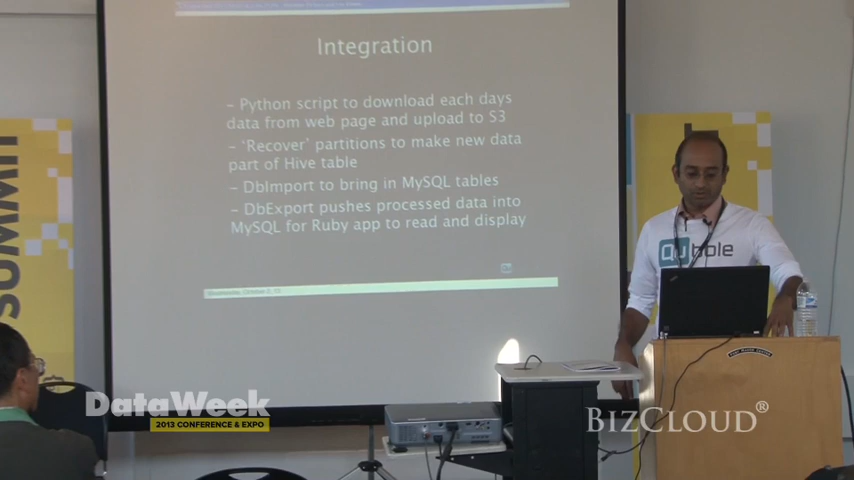 Integration
– Python script to download each days
data from web page and upload to S3
– 'Recover' partitions to make new data
part of Hive table
– DbImport to bring in MySQL tables
– DbExport pushes processed data into
MySQL for Ruby app to read and display
SUMMIT
Qubole
DataWeek
2013 CONFERENCE & EXPO
BIZCLOUD®